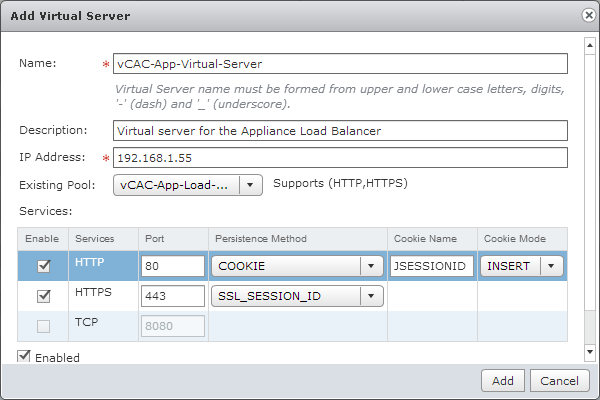 Add Virtual Server
Name: * vCAC-App-Virtual-Server
Virtual Server name must be formed from upper and lower case letters, digits,
'-' (dash) and '_' (underscore).
Description: Virtual server for the Appliance Load Balancer
IP Address: * 192.168.1.55
Existing Pool: vCAC-App-Load-... Supports (HTTP,HTTPS)
Services:
Enable Services Port Persistence Method Cookie Name Cookie Mode
HTTP 80 COOKIE JSESSIONID INSERT
HTTPS 443 SSL_SESSION_ID
TCP 8080
Enabled
Add Cancel